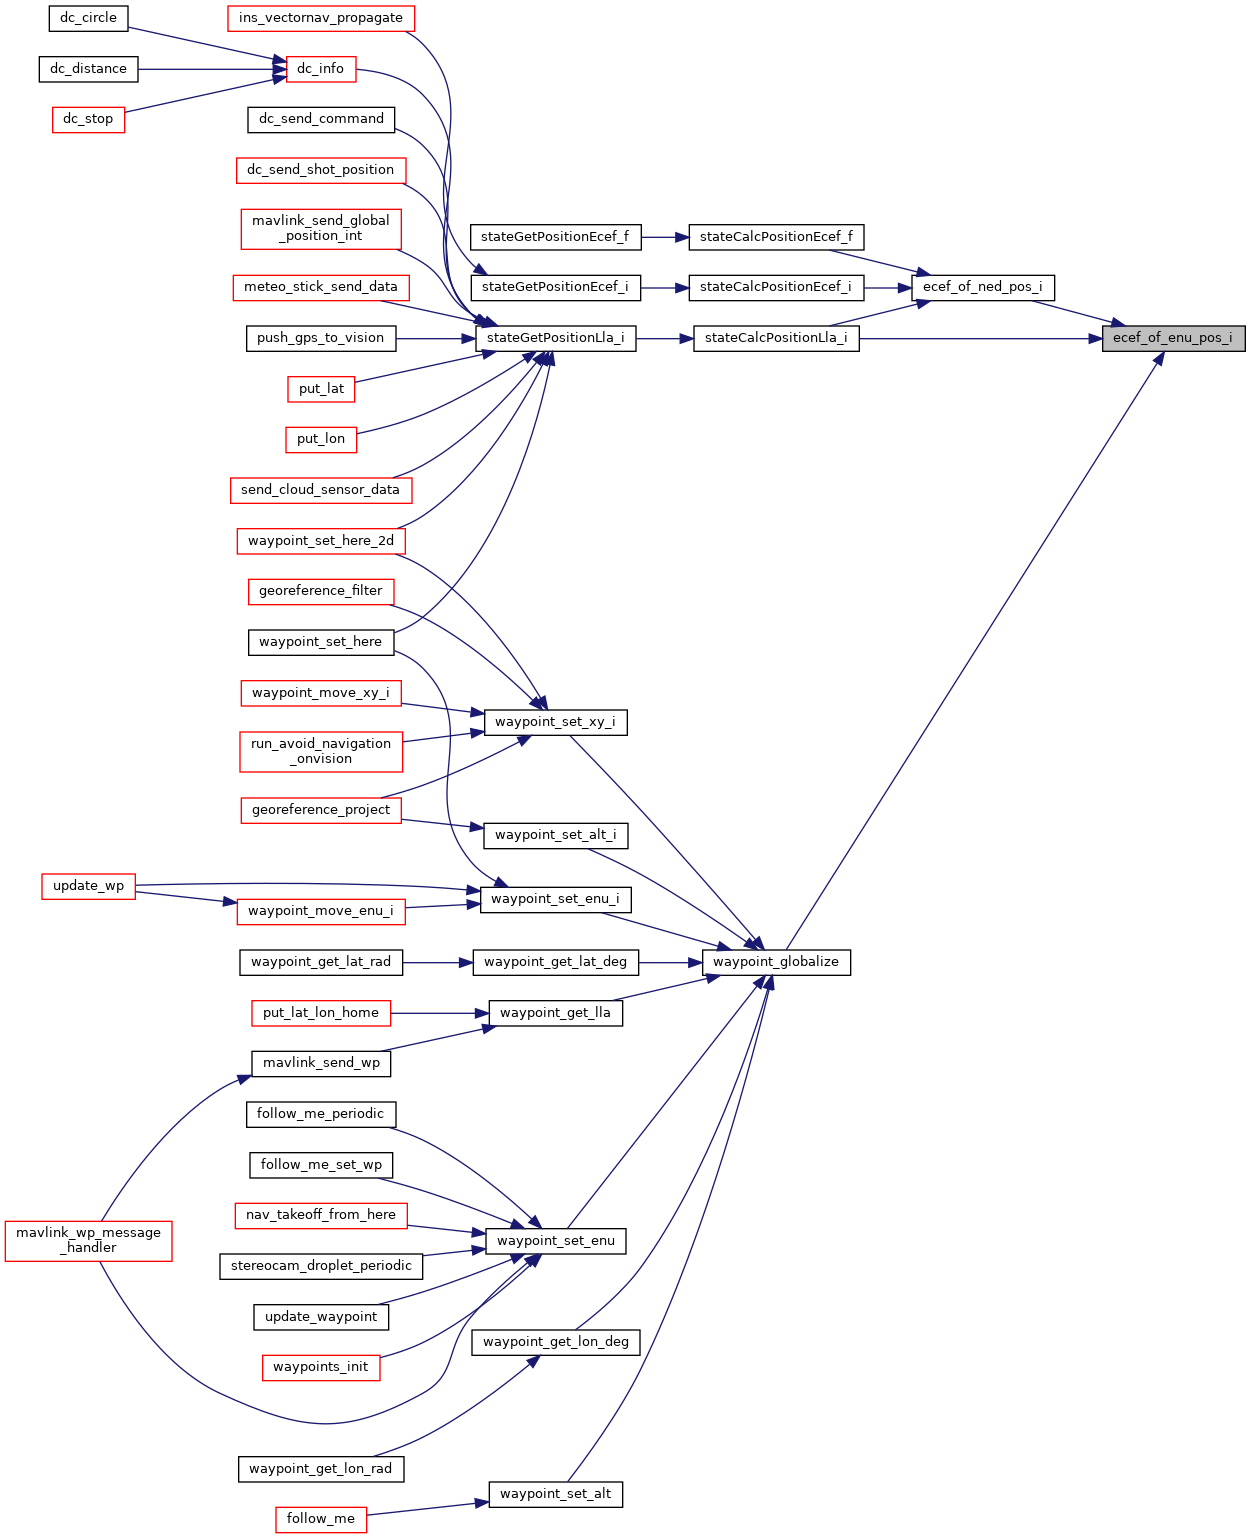 dc_circle
ins_vectornav_propagate
dc_distance
dc_info
dc_stop
dc_send_command
dc_send_shot_position
mavlink_send_global
_position_int
stateGetPositionEcef_f
stateCalcPositionEcef_f
meteo_stick_send_data
stateGetPositionEcef_i
stateCalcPositionEcef_i
ecef_of_ned_pos_i
push_gps_to_vision
stateGetPositionLla_i
stateCalcPositionLla_i
ecef_of_enu_pos_i
put_lat
put_lon
send_cloud_sensor_data
waypoint_set_here_2d
georeference_filter
waypoint_set_here
waypoint_move_xy_i
waypoint_set_xy_i
run_avoid_navigation
_onvision
georeference_project
waypoint_set_alt_i
update_wp
waypoint_set_enu_i
waypoint_move_enu_i
waypoint_get_lat_rad
waypoint_get_lat_deg
waypoint_globalize
put_lat_lon_home
waypoint_get_lla
mavlink_send_wp
follow_me_periodic
follow_me_set_wp
nav_takeoff_from_here
mavlink_wp_message
_handler
waypoint_set_enu
stereocam_droplet_periodic
update_waypoint
waypoint_get_lon_deg
waypoints_init
waypoint_get_lon_rad
waypoint_set_alt
follow_me